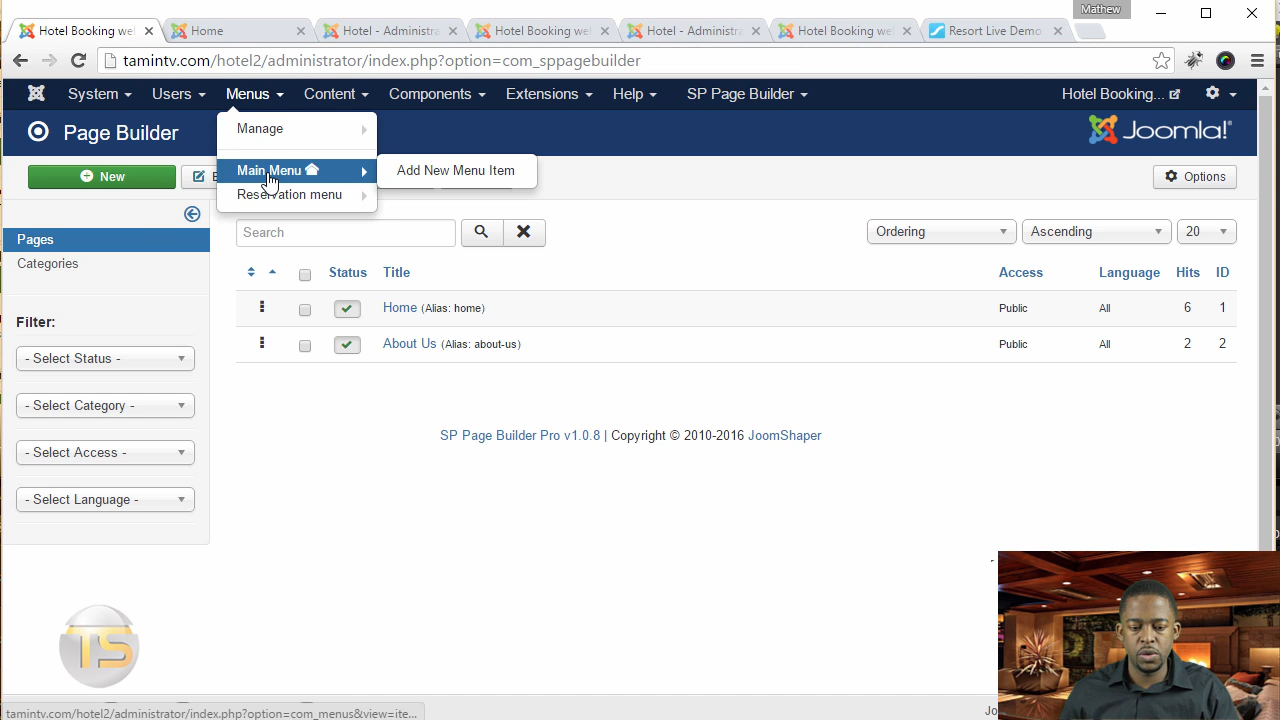 Mathew
Hotel Booking we
Home
Hotel - Administra
Hotel Booking we
Hotel - Administra
Hotel Booking we
Resort Live Demo
tamintv.com/hotel2/administrator/index.php?option=com_sppagebuilder
System Users Menus Content Components Extensions Help SP Page Builder Hotel Booking...
Page Builder
Joomla!
Manage
New
Main Menu
Add New Menu Item
Options
Reservation menu
Pages
Categories
Search
Ordering
Ascending
20
Status Title Access Language Hits ID
Home (Alias: home) Public All 6 1
About Us (Alias: about-us) Public All 2 2
Filter:
- Select Status -
- Select Category -
- Select Access -
- Select Language -
SP Page Builder Pro v1.0.8 | Copyright © 2010-2016 JoomShaper
TS
tamintv.com/hotel2/administrator/index.php?option=com_menus&view=ite...